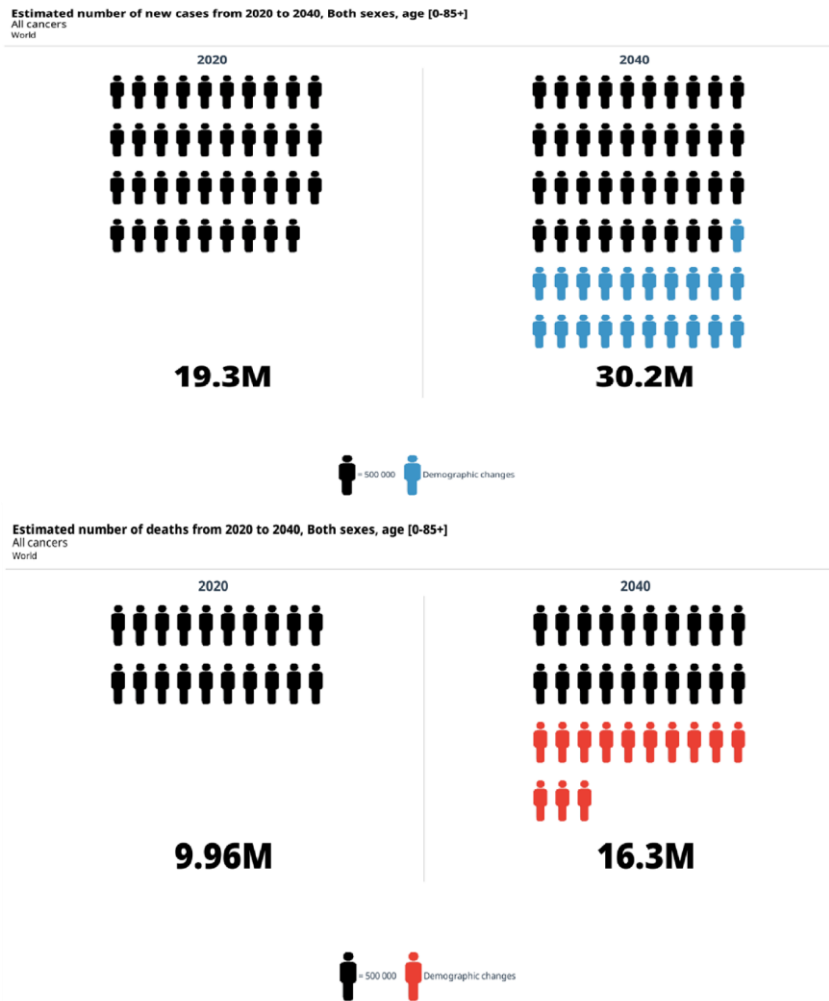 Estimated number of new cases from 2020 to 2040, Both sexes, age [0-85+]
All cancers
World
2020 2040
19.3M 30.2M
= 500 000 Demographic changes
Estimated number of deaths from 2020 to 2040, Both sexes, age [0-85+]
All cancers
World
2020 2040
9.96M 16.3M
= 500 000 Demographic changes